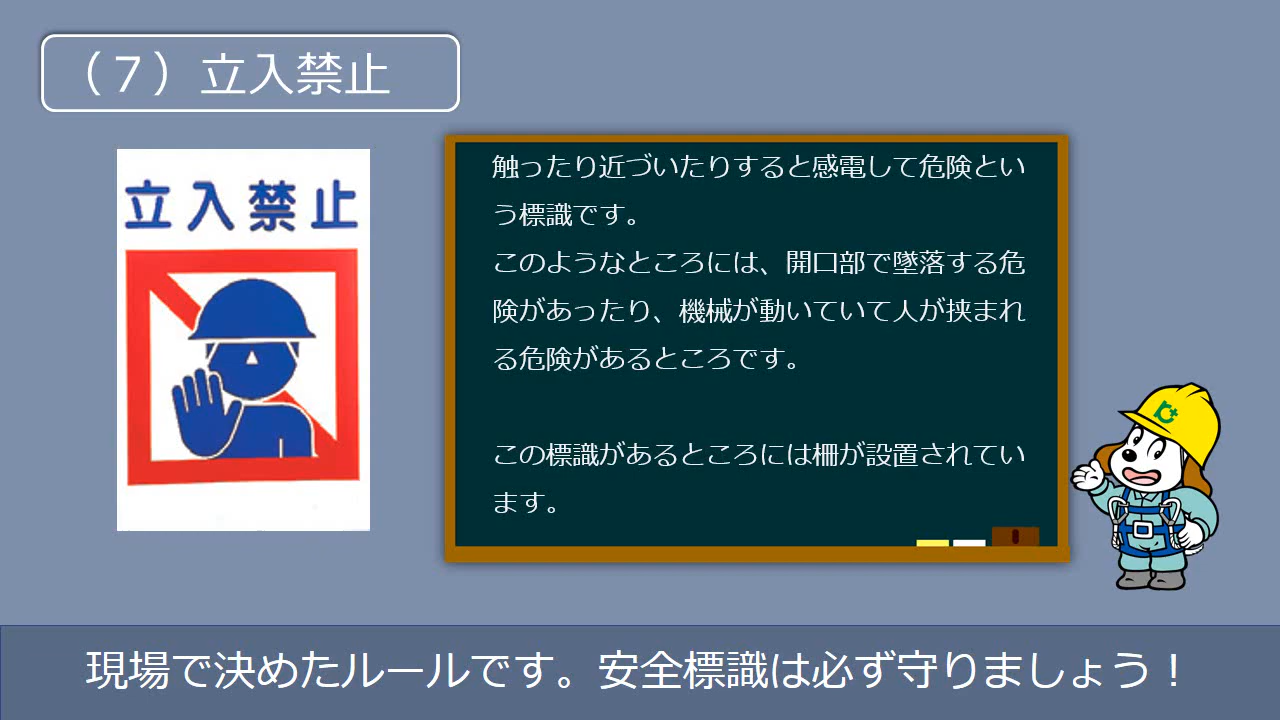 （７）立入禁止
立入禁止
触ったり近づいたりすると感電して危険とい
う標識です。
このようなところには、開口部で墜落する危
険があったり、機械が動いていて人が挟まれ
る危険があるところです。
この標識があるところには柵が設置されてい
ます。
現場で決めたルールです。安全標識は必ず守りましょう！